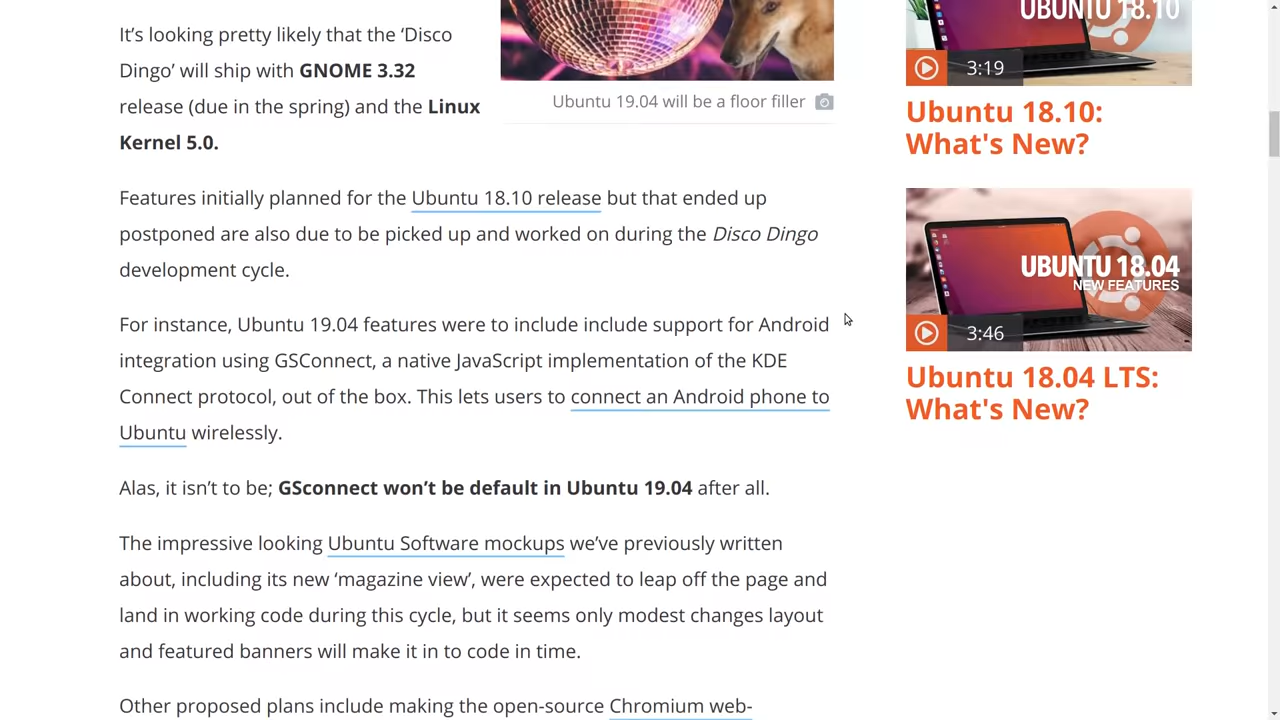 It’s looking pretty likely that the ‘Disco
Dingo’ will ship with GNOME 3.32
release (due in the spring) and the Linux
Kernel 5.0.
Ubuntu 19.04 will be a floor filler
Features initially planned for the Ubuntu 18.10 release but that ended up
postponed are also due to be picked up and worked on during the Disco Dingo
development cycle.
For instance, Ubuntu 19.04 features were to include include support for Android
integration using GSConnect, a native JavaScript implementation of the KDE
Connect protocol, out of the box. This lets users to connect an Android phone to
Ubuntu wirelessly.
Alas, it isn’t to be; GSconnect won’t be default in Ubuntu 19.04 after all.
The impressive looking Ubuntu Software mockups we’ve previously written
about, including its new ‘magazine view’, were expected to leap off the page and
land in working code during this cycle, but it seems only modest changes layout
and featured banners will make it in to code in time.
Other proposed plans include making the open-source Chromium web-
UBUNTU 18.10
3:19
Ubuntu 18.10:
What's New?
UBUNTU 18.04
NEW FEATURES
3:46
Ubuntu 18.04 LTS:
What's New?